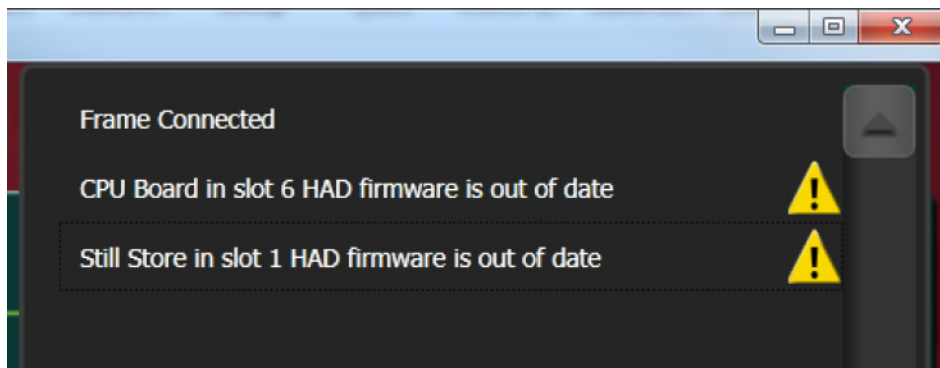 Frame Connected
CPU Board in slot 6 HAD firmware is out of date
Still Store in slot 1 HAD firmware is out of date